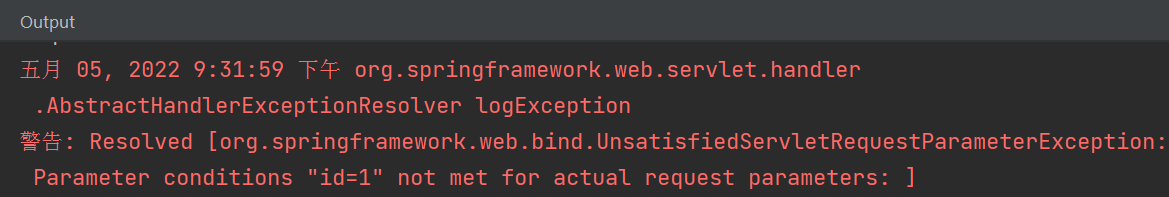 Output
五月 05, 2022 9:31:59 下午 org.springframework.web.servlet.handler
.AbstractHandlerExceptionResolver logException
警告: Resolved [org.springframework.web.bind.UnsatisfiedServletRequestParameterException:
Parameter conditions "id=1" not met for actual request parameters: ]